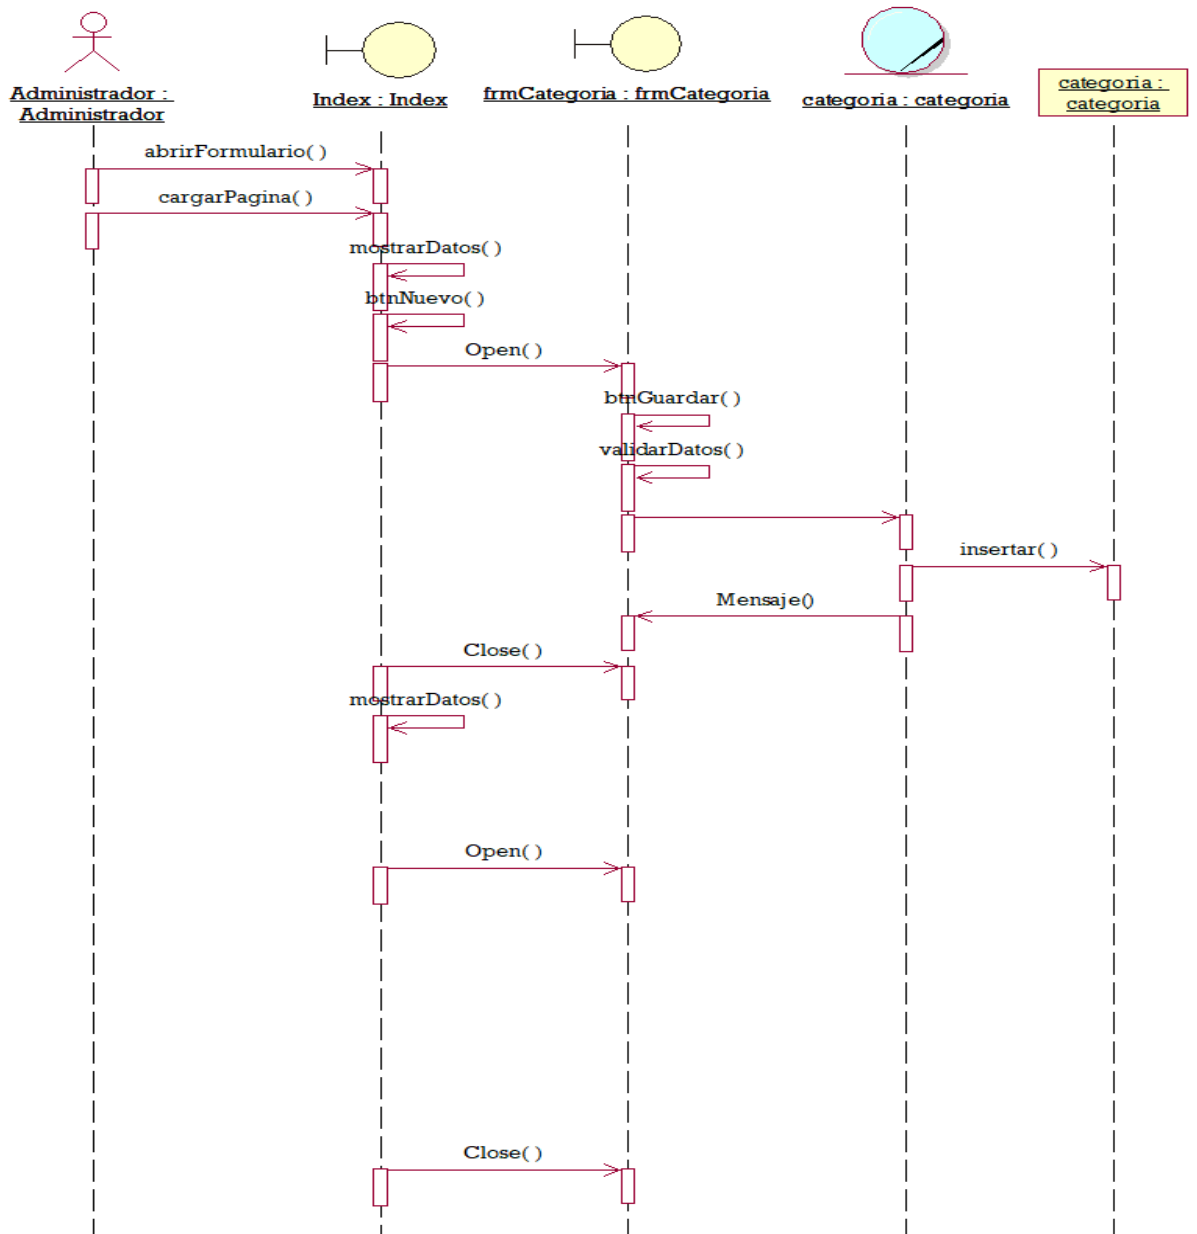 Administrador :
Administrador
Index : Index
frmCategoria : frmCategoria
categoria : categoria
categoria :
categoria
abrirFormulario( )
cargarPagina( )
mostrarDatos( )
btnNuevo( )
Open( )
btnGuardar( )
validarDatos( )
insertar( )
Mensaje()
Close( )
mostrarDatos( )
Open( )
Close( )